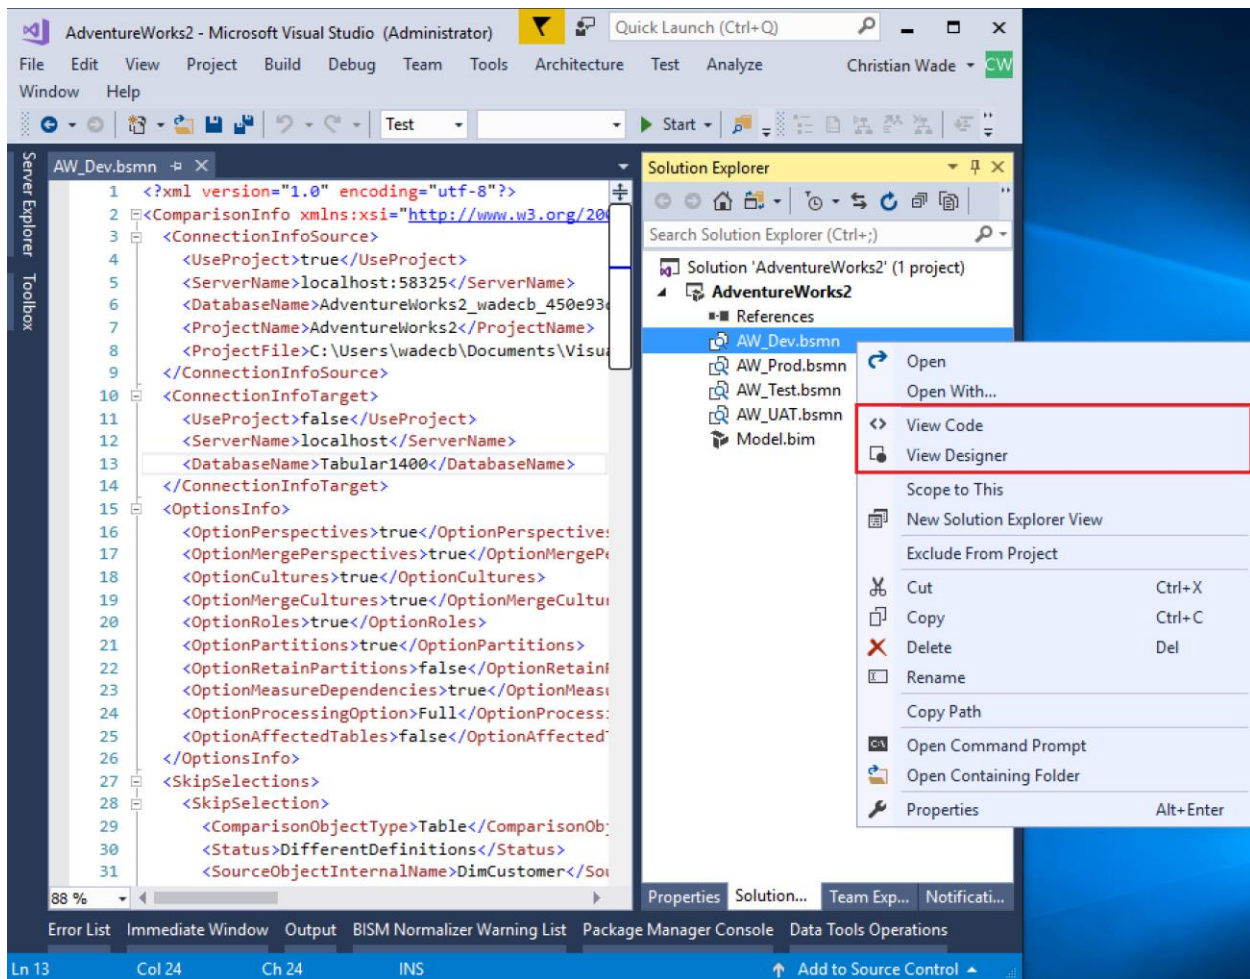 AdventureWorks2 - Microsoft Visual Studio (Administrator)
Quick Launch (Ctrl+Q)
File Edit View Project Build Debug Team Tools Architecture Test Analyze Christian Wade CW
Window Help
Test Start
Server Explorer
Toolbox
AW_Dev.bsmn
1 <?xml version="1.0" encoding="utf-8"?>
2 <ComparisonInfo xmlns:xsi="http://www.w3.org/200
3 <ConnectionInfoSource>
4 <UseProject>true</UseProject>
5 <ServerName>localhost:58325</ServerName>
6 <DatabaseName>AdventureWorks2_wadecb_450e93
7 <ProjectName>AdventureWorks2</ProjectName>
8 <ProjectFile>C:\Users\wadecb\Documents\Visua
9 </ConnectionInfoSource>
10 <ConnectionInfoTarget>
11 <UseProject>false</UseProject>
12 <ServerName>localhost</ServerName>
13 <DatabaseName>Tabular1400</DatabaseName>
14 </ConnectionInfoTarget>
15 <OptionsInfo>
16 <OptionPerspectives>true</OptionPerspectives
17 <OptionMergePerspectives>true</OptionMergePe
18 <OptionCultures>true</OptionCultures>
19 <OptionMergeCultures>true</OptionMergeCultu
20 <OptionRoles>true</OptionRoles>
21 <OptionPartitions>true</OptionPartitions>
22 <OptionRetainPartitions>false</OptionRetain
23 <OptionMeasureDependencies>true</OptionMeasu
24 <OptionProcessingOption>Full</OptionProcess
25 <OptionAffectedTables>false</OptionAffected
26 </OptionsInfo>
27 <SkipSelections>
28 <SkipSelection>
29 <ComparisonObjectType>Table</ComparisonOb
30 <Status>DifferentDefinitions</Status>
31 <SourceObjectInternalName>DimCustomer</Sou
88 %
Solution Explorer
Search Solution Explorer (Ctrl+;)
Solution 'AdventureWorks2' (1 project)
AdventureWorks2
References
AW_Dev.bsmn
AW_Prod.bsmn
AW_Test.bsmn
AW_UAT.bsmn
Model.bim
Open
Open With...
View Code
View Designer
Scope to This
New Solution Explorer View
Exclude From Project
Cut Ctrl+X
Copy Ctrl+C
Delete Del
Rename
Copy Path
Open Command Prompt
Open Containing Folder
Properties Alt+Enter
Properties Solution... Team Exp... Notificati...
Error List Immediate Window Output BISM Normalizer Warning List Package Manager Console Data Tools Operations
Ln 13 Col 24 Ch 24 INS Add to Source Control